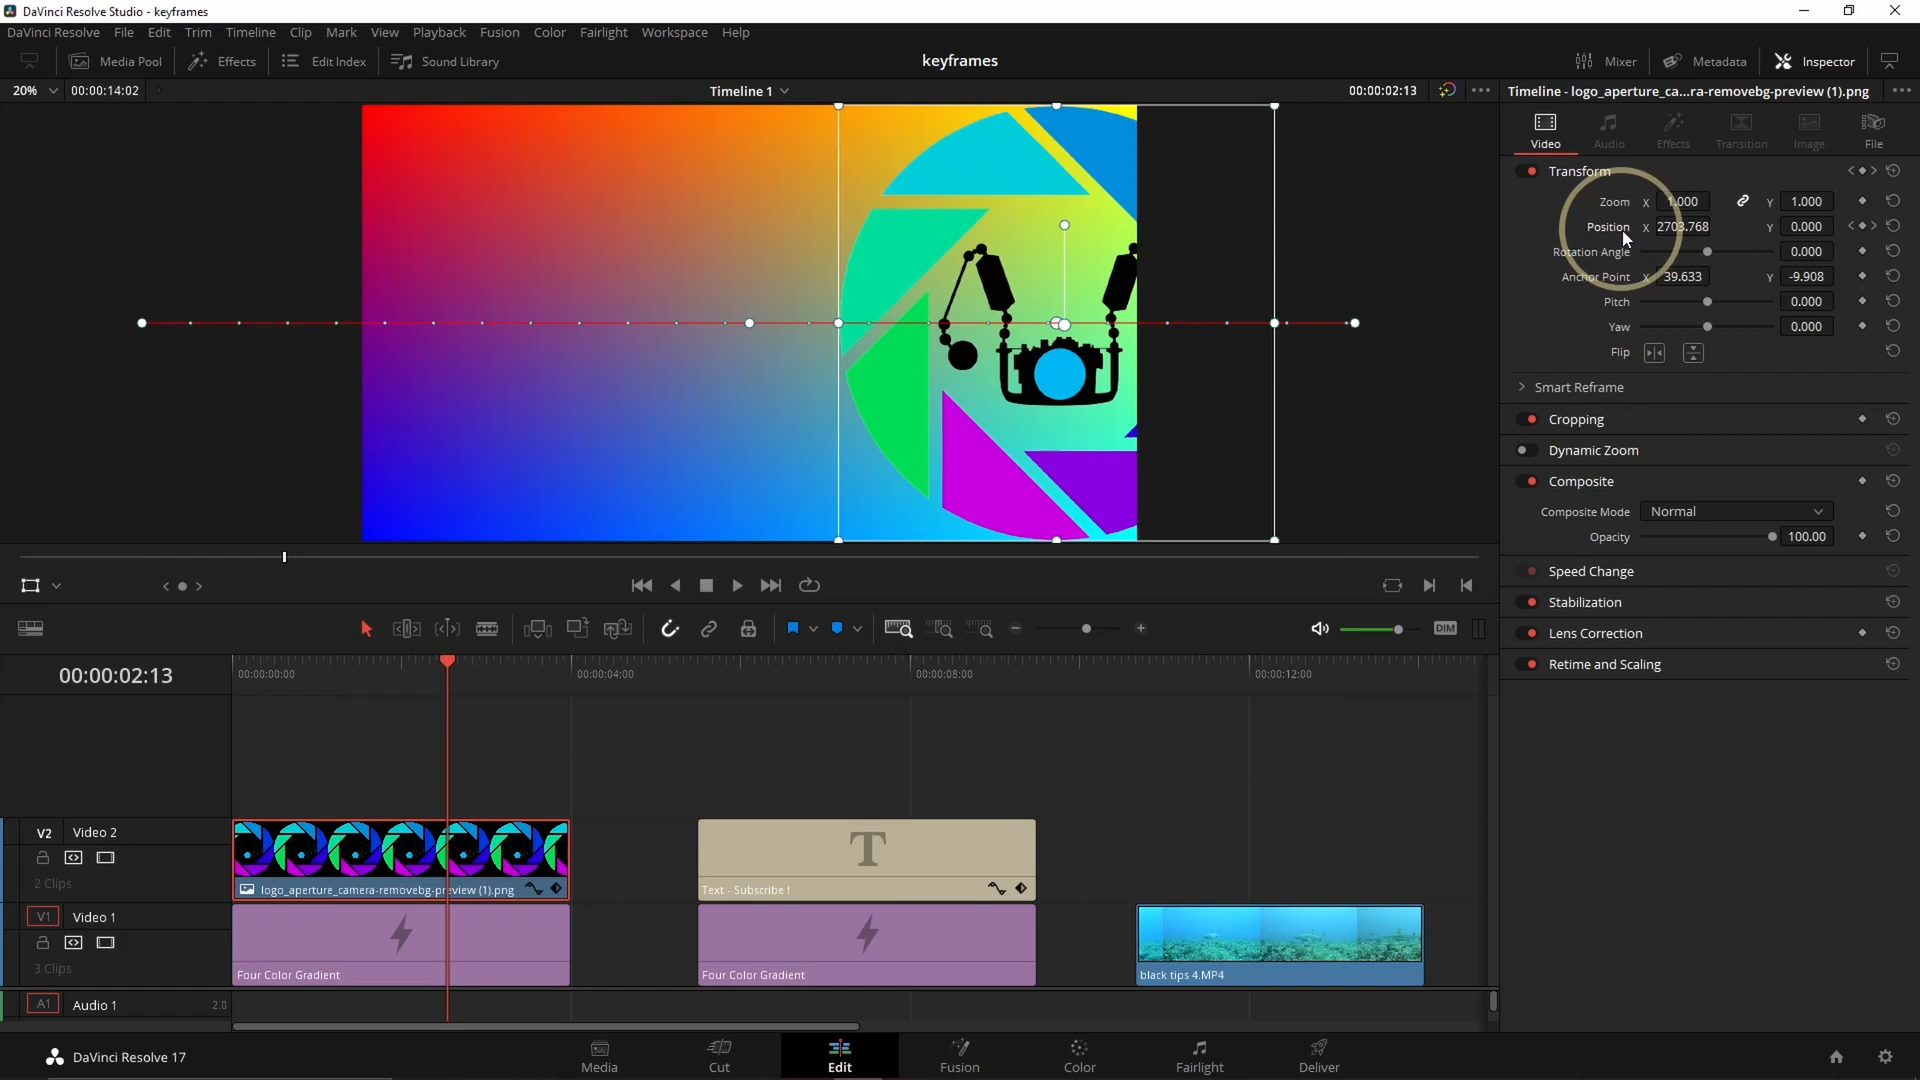 DaVinci Resolve Studio - keyframes
DaVinci Resolve File Edit Trim Timeline Clip Mark View Playback Fusion Color Fairlight Workspace Help
Media Pool Effects Edit Index Sound Library keyframes Mixer Metadata Inspector
20% 00:00:14:02 Timeline 1 00:00:02:13 Timeline - logo_aperture_ca...ra-removebg-preview (1).png
Video Audio Effects Transition Image File
Transform
Zoom X 1.000 Y 1.000
Position X 2703.768 Y 0.000
Rotation Angle 0.000
Anchor Point X 39.633 Y -9.908
Pitch 0.000
Yaw 0.000
Flip
Smart Reframe
Cropping
Dynamic Zoom
Composite
Composite Mode Normal
Opacity 100.00
Speed Change
Stabilization
Lens Correction
Retime and Scaling
DIM
00:00:02:13 00:00:00:00 00:00:04:00 00:00:08:00 00:00:12:00
V2 Video 2
2 Clips
logo_aperture_camera-removebg-preview (1).png
T
Text - Subscribe !
V1 Video 1
3 Clips
Four Color Gradient
Four Color Gradient
black tips 4.MP4
A1 Audio 1 2.0
DaVinci Resolve 17
Media Cut Edit Fusion Color Fairlight Deliver